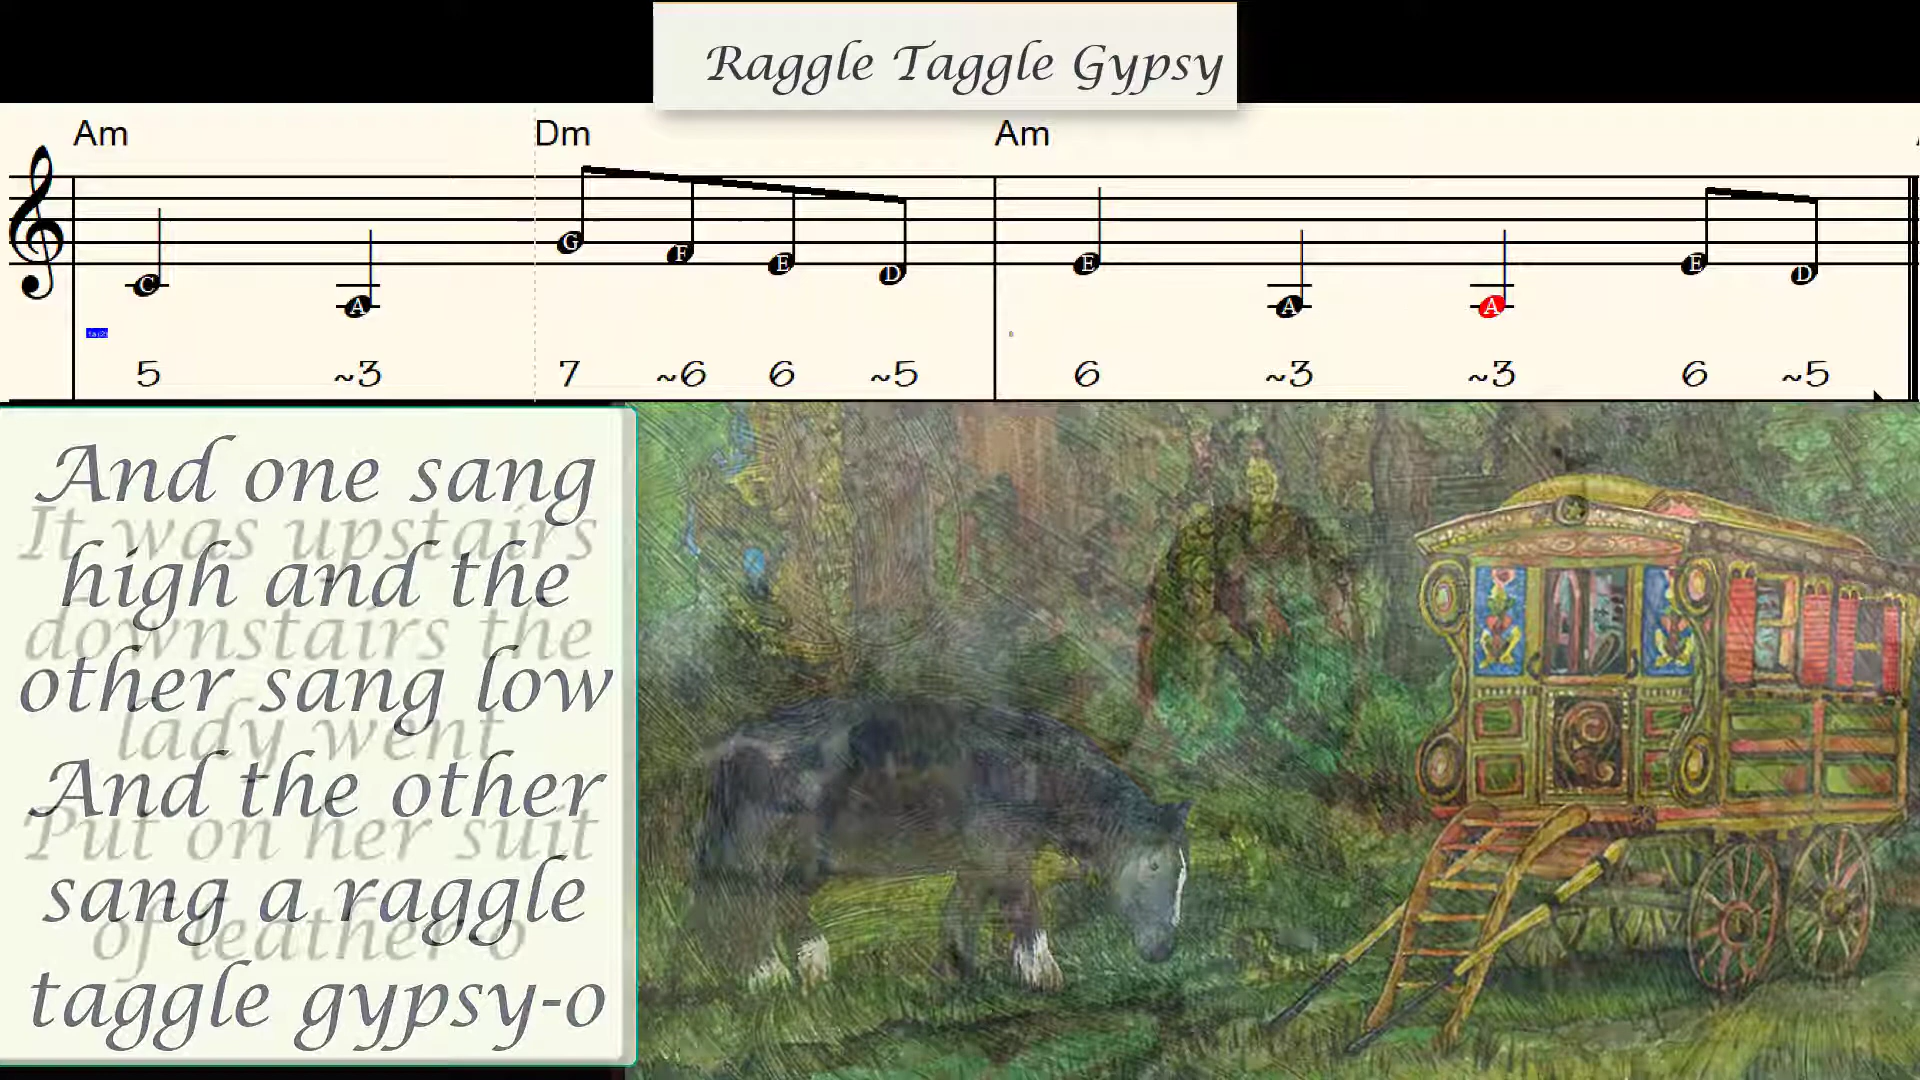 Raggle Taggle Gypsy
Am Dm Am
C A G F E D E A A E D
5 ~3 7 ~6 6 ~5 6 ~3 ~3 6 ~5
And one sang
It was upstairs
high and the
downstairs the
other sang low
lady went
And the other
Put on her suit
sang a raggle
of leather-o
taggle gypsy-o